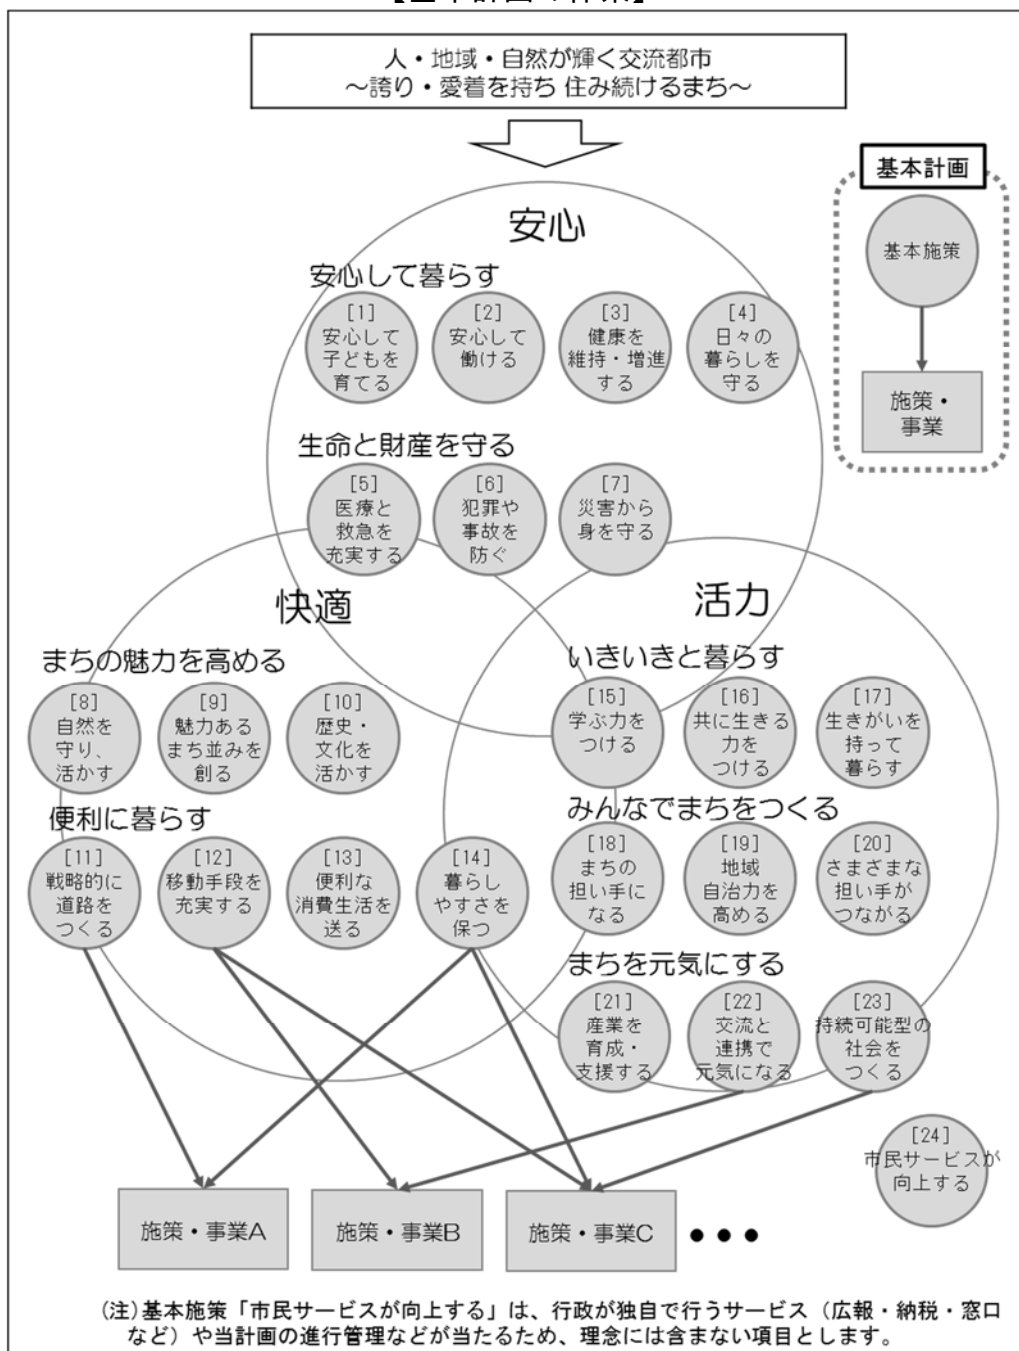 人・地域・自然が輝く交流都市
～誇り・愛着を持ち 住み続けるまち～
基本計画
基本施策
施策・
事業
安心
安心して暮らす
[1]
安心して
子どもを
育てる
[2]
安心して
働ける
[3]
健康を
維持・増進
する
[4]
日々の
暮らしを
守る
生命と財産を守る
[5]
医療と
救急を
充実する
[6]
犯罪や
事故を
防ぐ
[7]
災害から
身を守る
快適
まちの魅力を高める
[8]
自然を
守り、
活かす
[9]
魅力ある
まち並みを
創る
[10]
歴史・
文化を
活かす
便利に暮らす
[11]
戦略的に
道路を
つくる
[12]
移動手段を
充実する
[13]
便利な
消費生活を
送る
[14]
暮らし
やすさを
保つ
活力
いきいきと暮らす
[15]
学ぶ力を
つける
[16]
共に生きる
力を
つける
[17]
生きがいを
持って
暮らす
みんなでまちをつくる
[18]
まちの
担い手に
なる
[19]
地域
自治力を
高める
[20]
さまざまな
担い手が
つながる
まちを元気にする
[21]
産業を
育成・
支援する
[22]
交流と
連携で
元気になる
[23]
持続可能型の
社会を
つくる
[24]
市民サービスが
向上する
施策・事業A
施策・事業B
施策・事業C
●●●
(注)基本施策「市民サービスが向上する」は、行政が独自で行うサービス（広報・納税・窓口
など）や当計画の進行管理などが当たるため、理念には含まない項目とします。